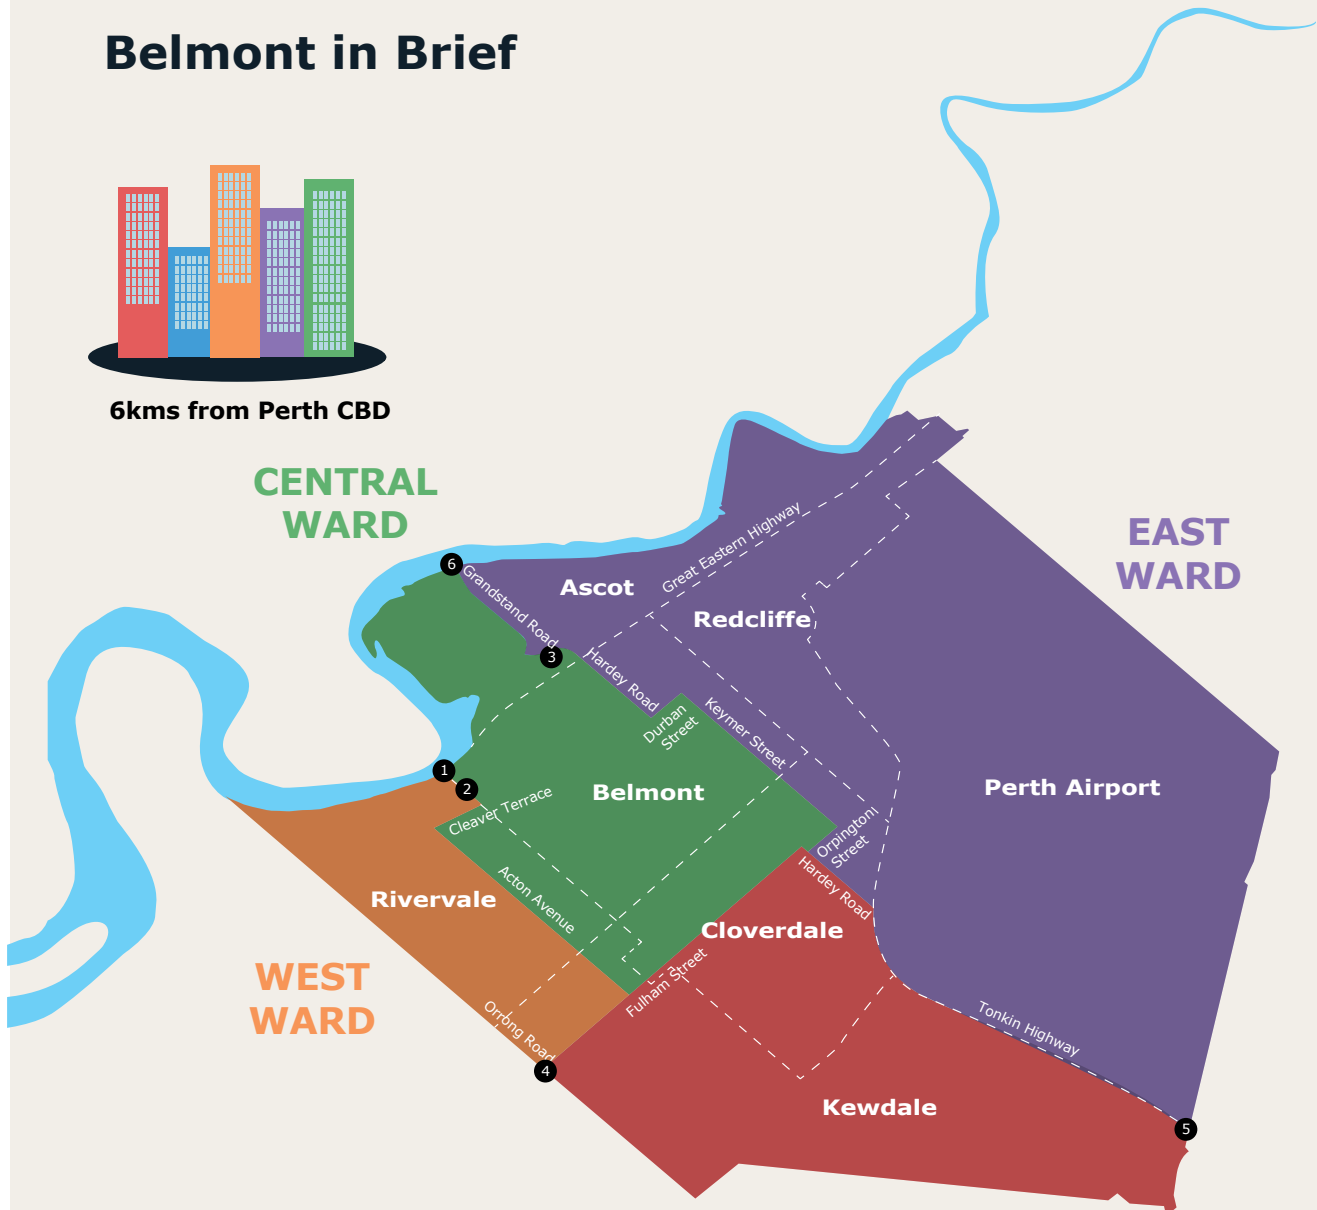 Belmont in Brief
6kms from Perth CBD
CENTRAL
WARD
EAST
WARD
6
Grandstand Road
Ascot
Great Eastern Highway
Redcliffe
3
Hardey Road
Durban
Street
Keymer Street
Perth Airport
1
2
Belmont
Cleaver Terrace
Orpington
Street
Hardey Road
Acton Avenue
Rivervale
Cloverdale
WEST
WARD
Fulham Street
Orrong Road
4
Tonkin Highway
Kewdale
5